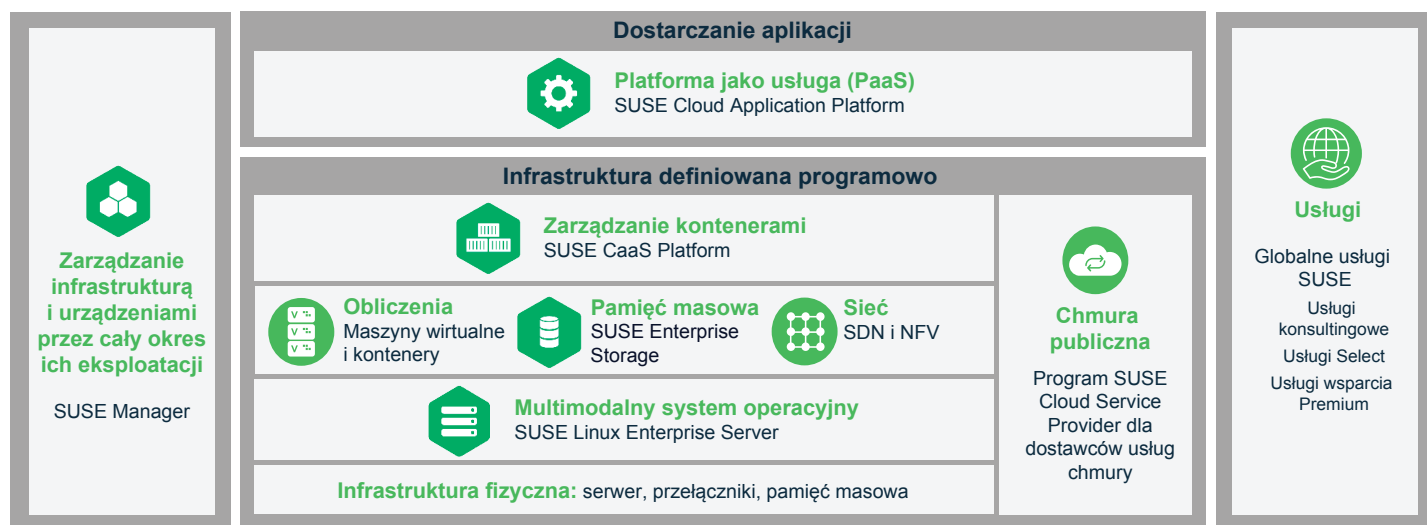 Zarządzanie
infrastrukturą
i urządzeniami
przez cały okres
ich eksploatacji
SUSE Manager
Dostarczanie aplikacji
Platforma jako usługa (PaaS)
SUSE Cloud Application Platform
Infrastruktura definiowana programowo
Zarządzanie kontenerami
SUSE CaaS Platform
Obliczenia
Maszyny wirtualne
i kontenery
Pamięć masowa
SUSE Enterprise
Storage
Sieć
SDN i NFV
Multimodalny system operacyjny
SUSE Linux Enterprise Server
Infrastruktura fizyczna: serwer, przełączniki, pamięć masowa
Chmura
publiczna
Program SUSE
Cloud Service
Provider dla
dostawców usług
chmury
Usługi
Globalne usługi
SUSE
Usługi
konsultingowe
Usługi Select
Usługi wsparcia
Premium